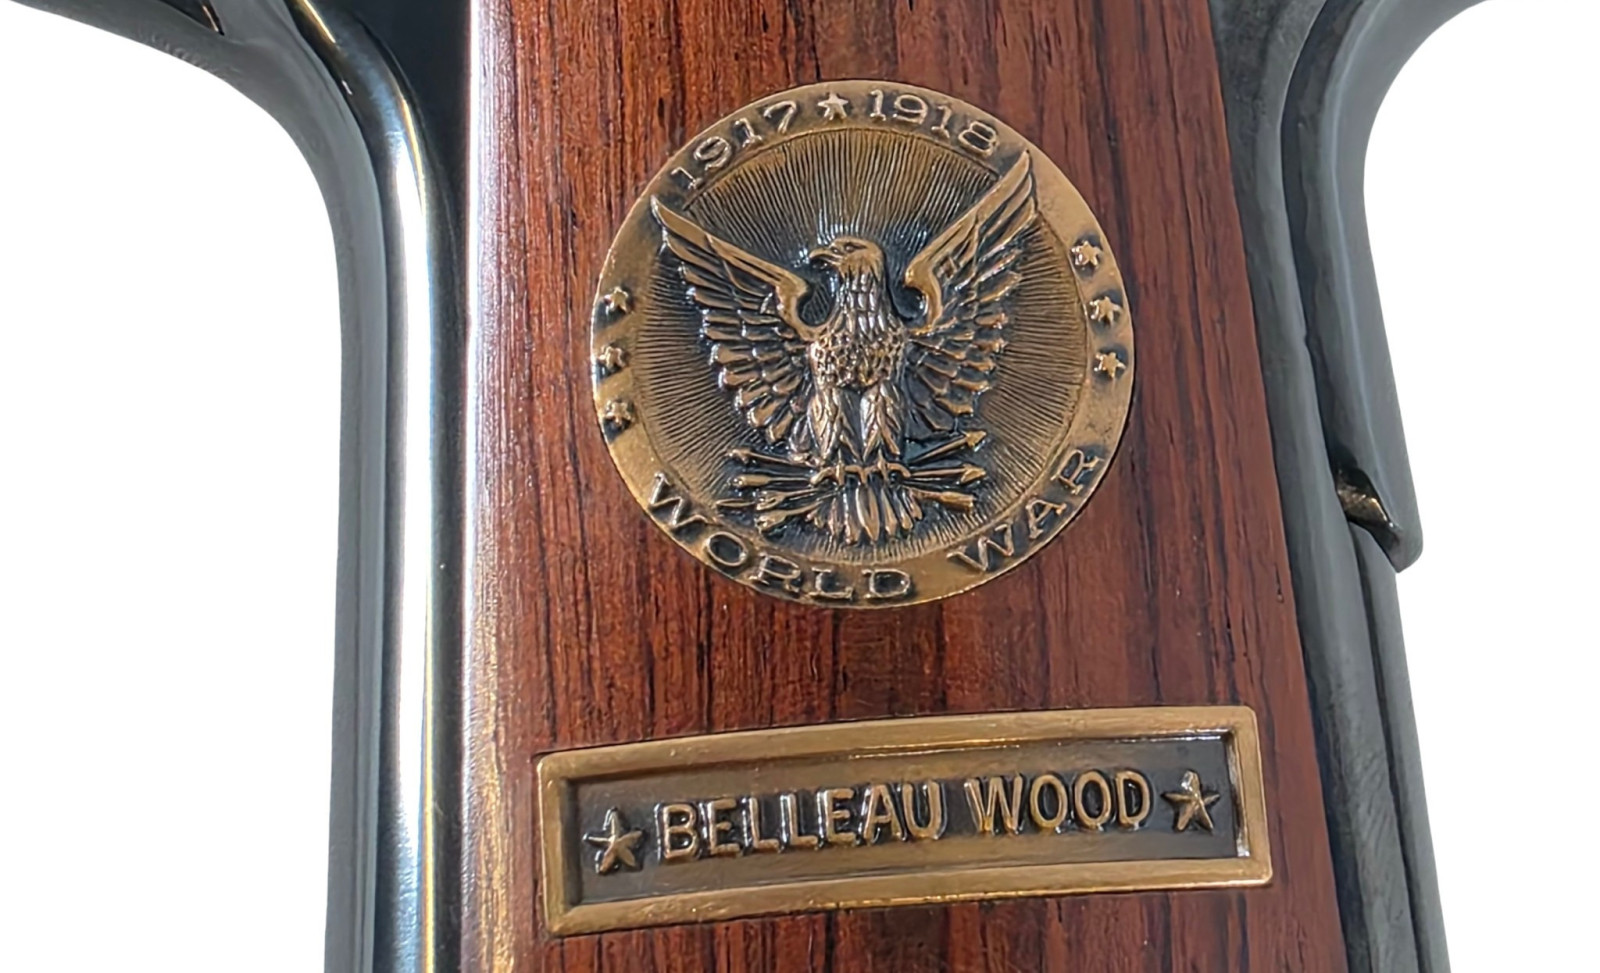 1917 ★ 1918
WORLD WAR
★ BELLEAU WOOD ★